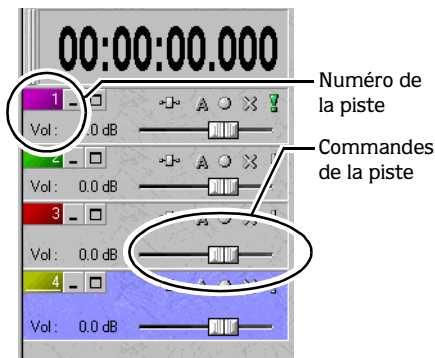 00:00:00.000
1
Numéro de
la piste
Vol : 0.0 dB
2
Commandes
de la piste
Vol : 0.0 dB
3
Vol : 0.0 dB
4
Vol : 0.0 dB